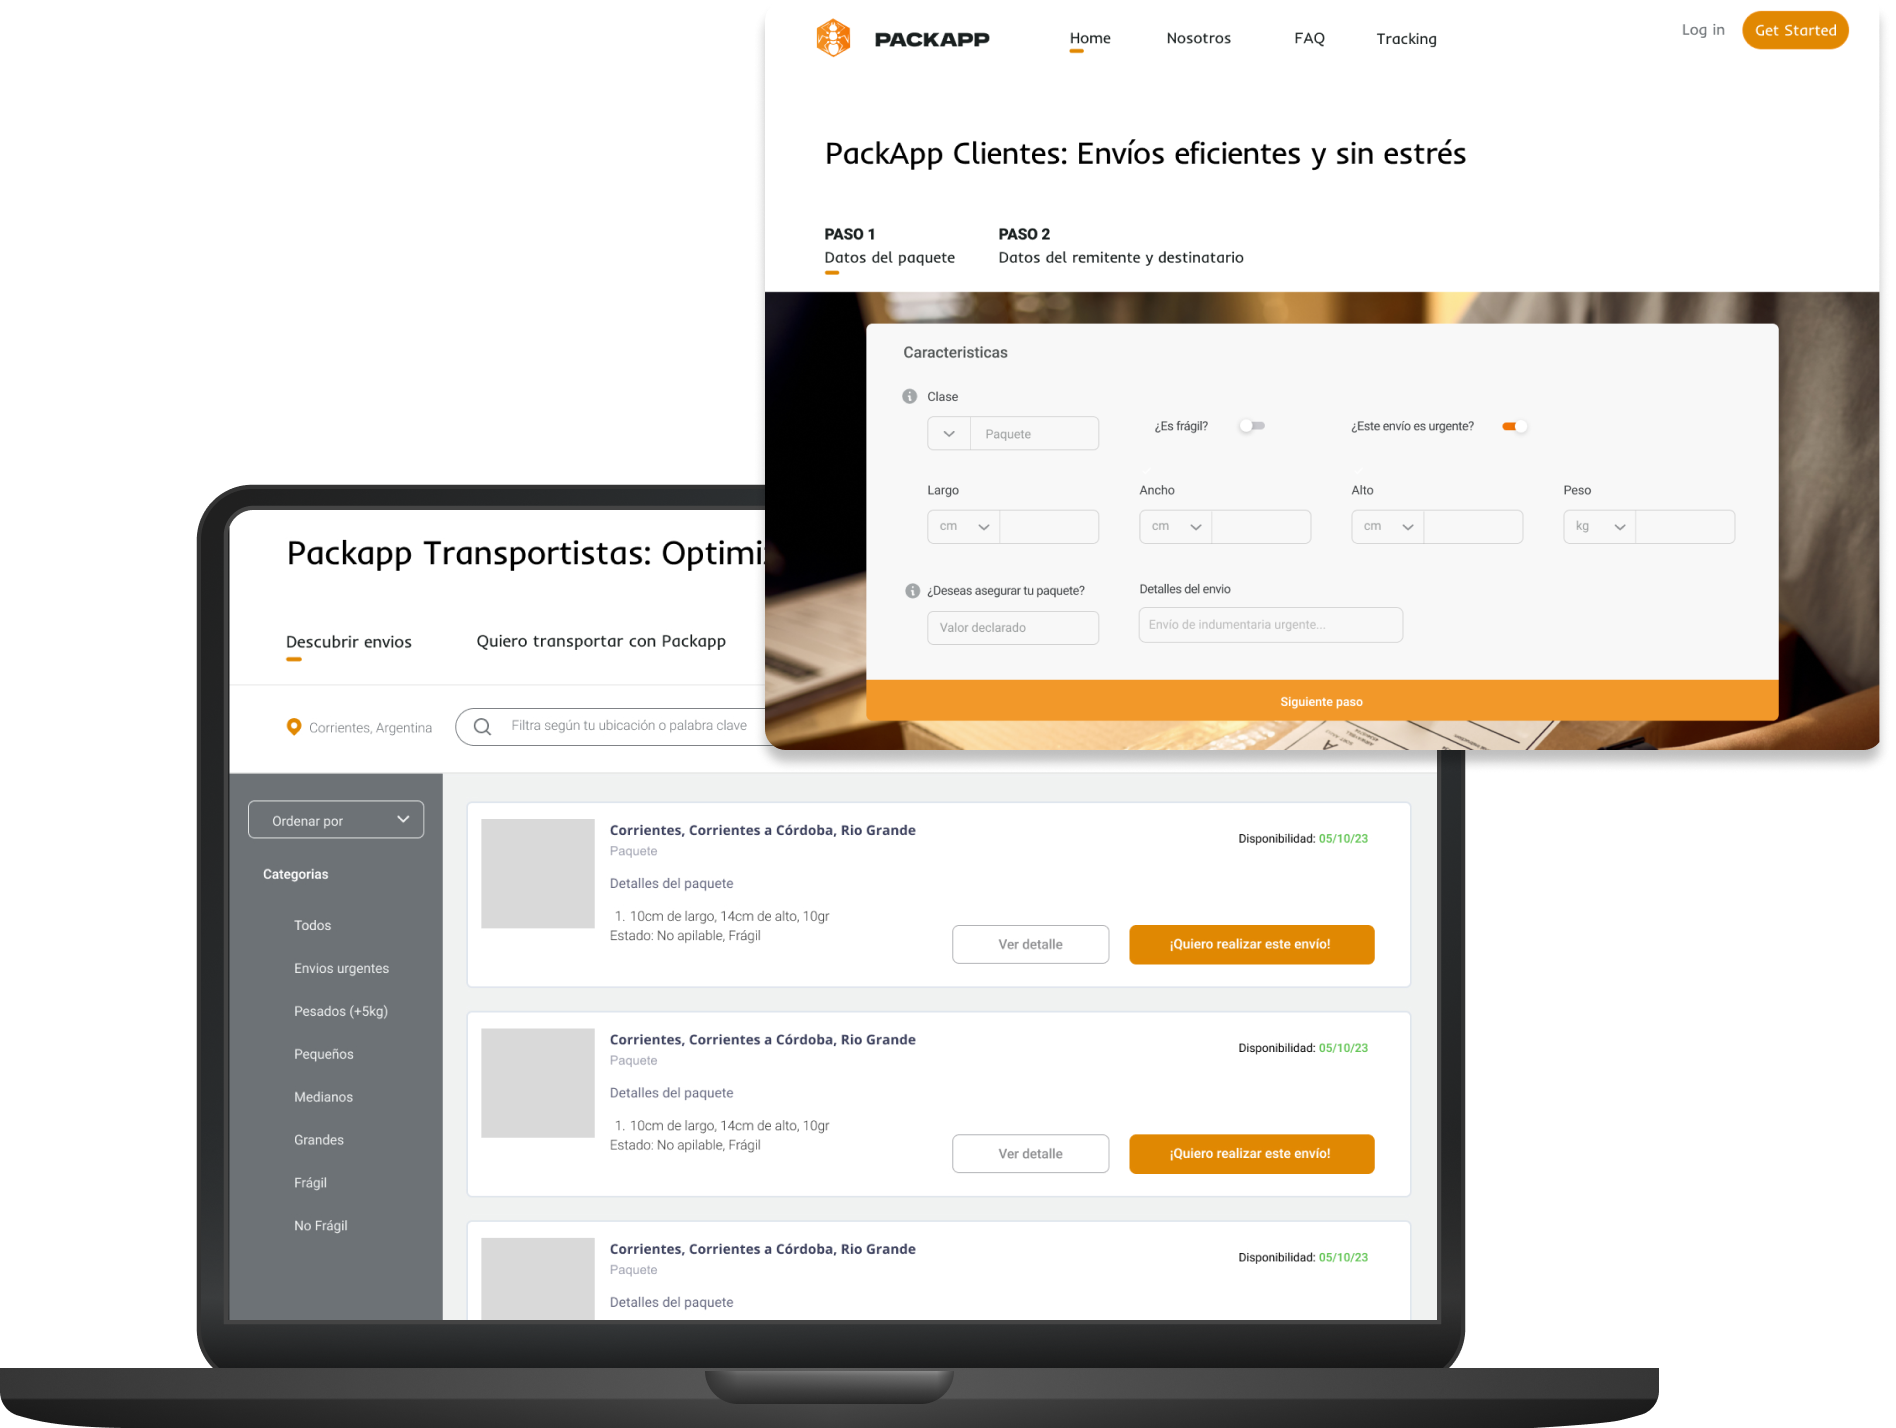 PACKAPP
Home
Nosotros
FAQ
Tracking
Log in
Get Started
PackApp Clientes: Envíos eficientes y sin estrés
PASO 1
Datos del paquete
PASO 2
Datos del remitente y destinatario
Caracteristicas
Clase
Paquete
¿Es frágil?
¿Este envío es urgente?
Largo
cm
Ancho
cm
Alto
cm
Peso
kg
¿Deseas asegurar tu paquete?
Valor declarado
Detalles del envio
Envío de indumentaria urgente...
Siguiente paso
Packapp Transportistas: Optimi
Descubrir envios
Quiero transportar con Packapp
Corrientes, Argentina
Filtra según tu ubicación o palabra clave
Ordenar por
Categorias
Todos
Envios urgentes
Pesados (+5kg)
Pequeños
Medianos
Grandes
Frágil
No Frágil
Corrientes, Corrientes a Córdoba, Rio Grande
Paquete
Detalles del paquete
1. 10cm de largo, 14cm de alto, 10gr
Estado: No apilable, Frágil
Disponibilidad: 05/10/23
Ver detalle
¡Quiero realizar este envío!
Corrientes, Corrientes a Córdoba, Rio Grande
Paquete
Detalles del paquete
1. 10cm de largo, 14cm de alto, 10gr
Estado: No apilable, Frágil
Disponibilidad: 05/10/23
Ver detalle
¡Quiero realizar este envío!
Corrientes, Corrientes a Córdoba, Rio Grande
Paquete
Detalles del paquete
Disponibilidad: 05/10/23